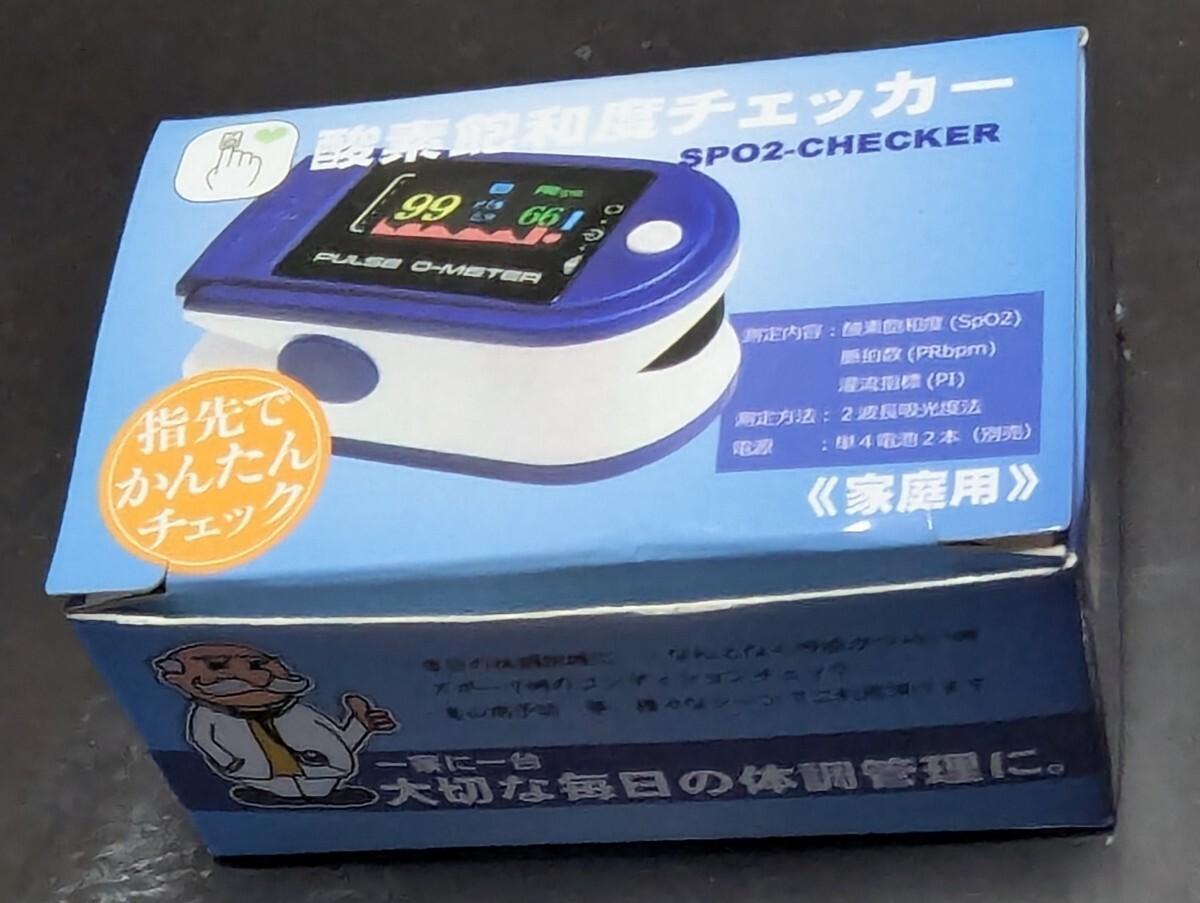 酸素飽和度チェッカー
SPO2-CHECKER
99
66
PULSE O-METER
測定内容：酸素飽和度(SpO2)
脈拍数(PRbpm)
灌流指標(PI)
測定方法：2波長吸光度法
電源：単4電池2本(別売)
《家庭用》
指先で
かんたん
チェック
一家に一台
大切な毎日の体調管理に。